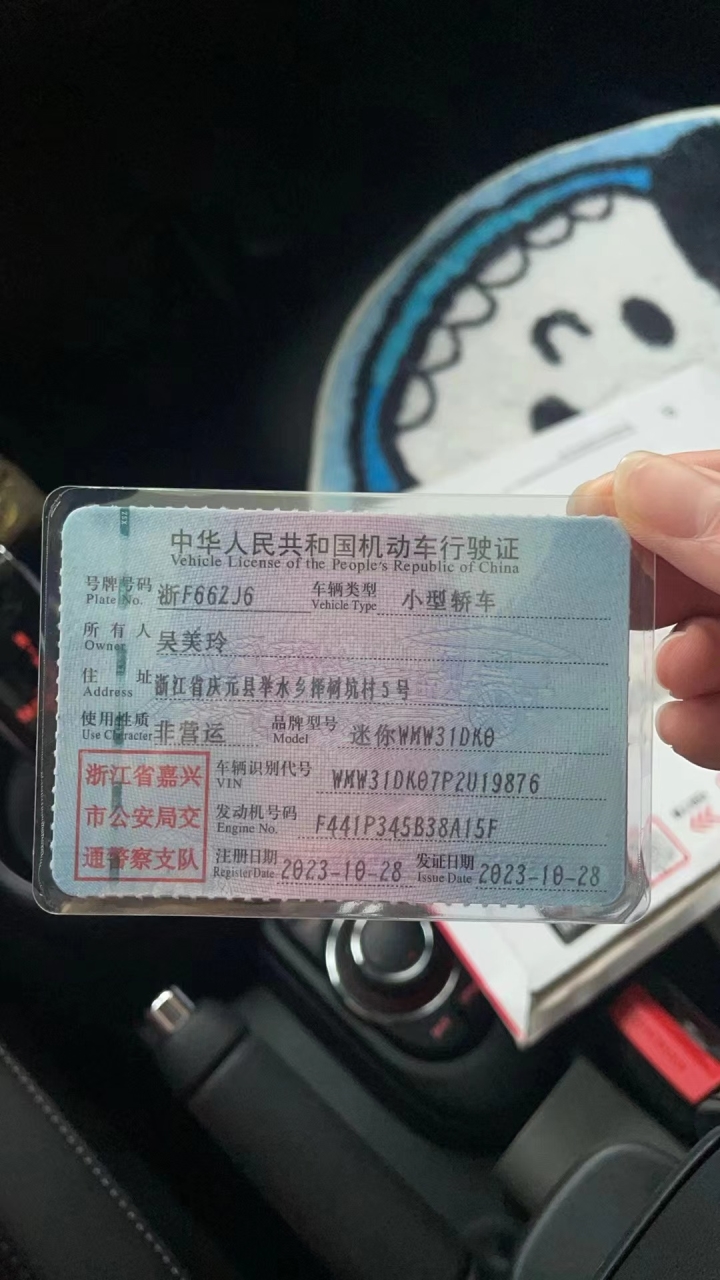 中华人民共和国机动车行驶证
Vehicle License of the People's Republic of China
号牌号码 浙F66ZJ6 车辆类型 小型轿车
Plate No. Vehicle Type
所有人 吴美玲
Owner
住址 浙江省庆元县举水乡桦树坑村5号
Address
使用性质 非营运 品牌型号 迷你WMW31DK0
Use Character Model
浙江省嘉兴
市公安局交
通警察支队
车辆识别代号 WMW31DK07P2U19876
VIN
发动机号码 F441P345B38A15F
Engine No.
注册日期 2023-10-28 发证日期 2023-10-28
Register Date Issue Date